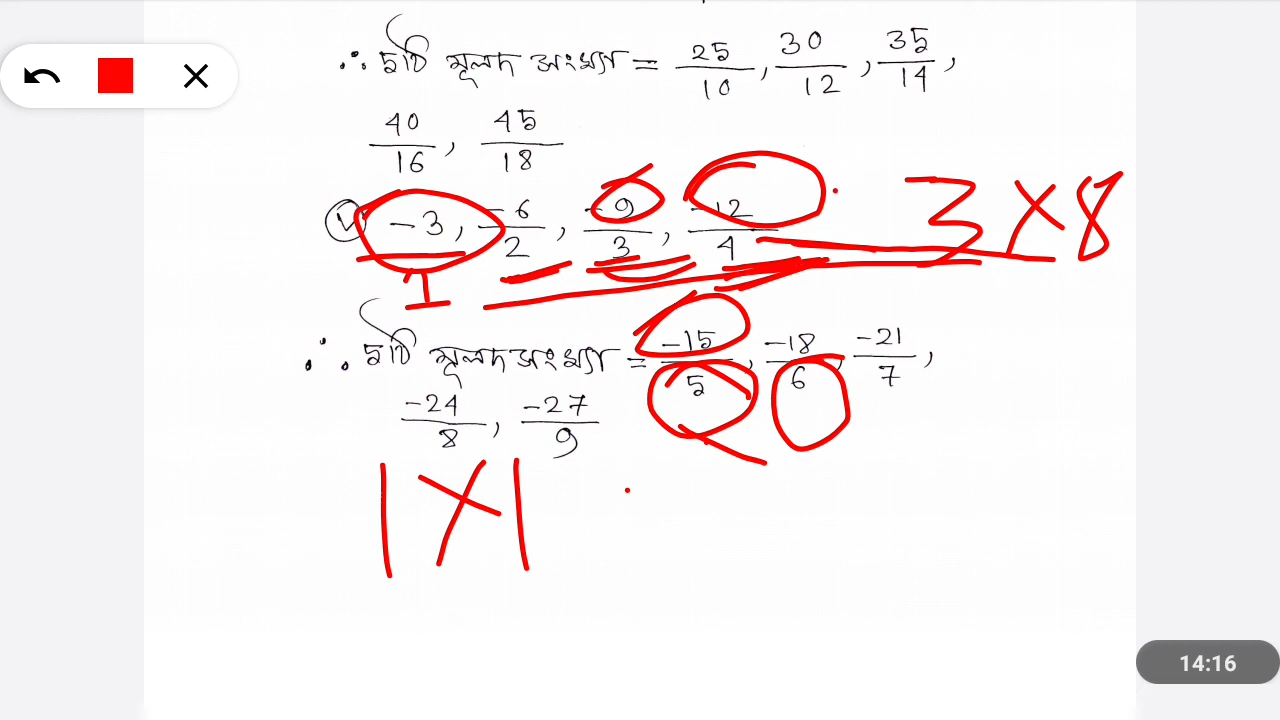 ∴ ৫টি মূলদ সংখ্যা = 25/10, 30/12, 35/14,
40/16, 45/18
(v) -3, -6/2, -9/3, -12/4 3 X 8
1
∴ ৫টি মূলদ সংখ্যা = -15/5, -18/6, -21/7,
-24/8, -27/9
1 X 1
14:16